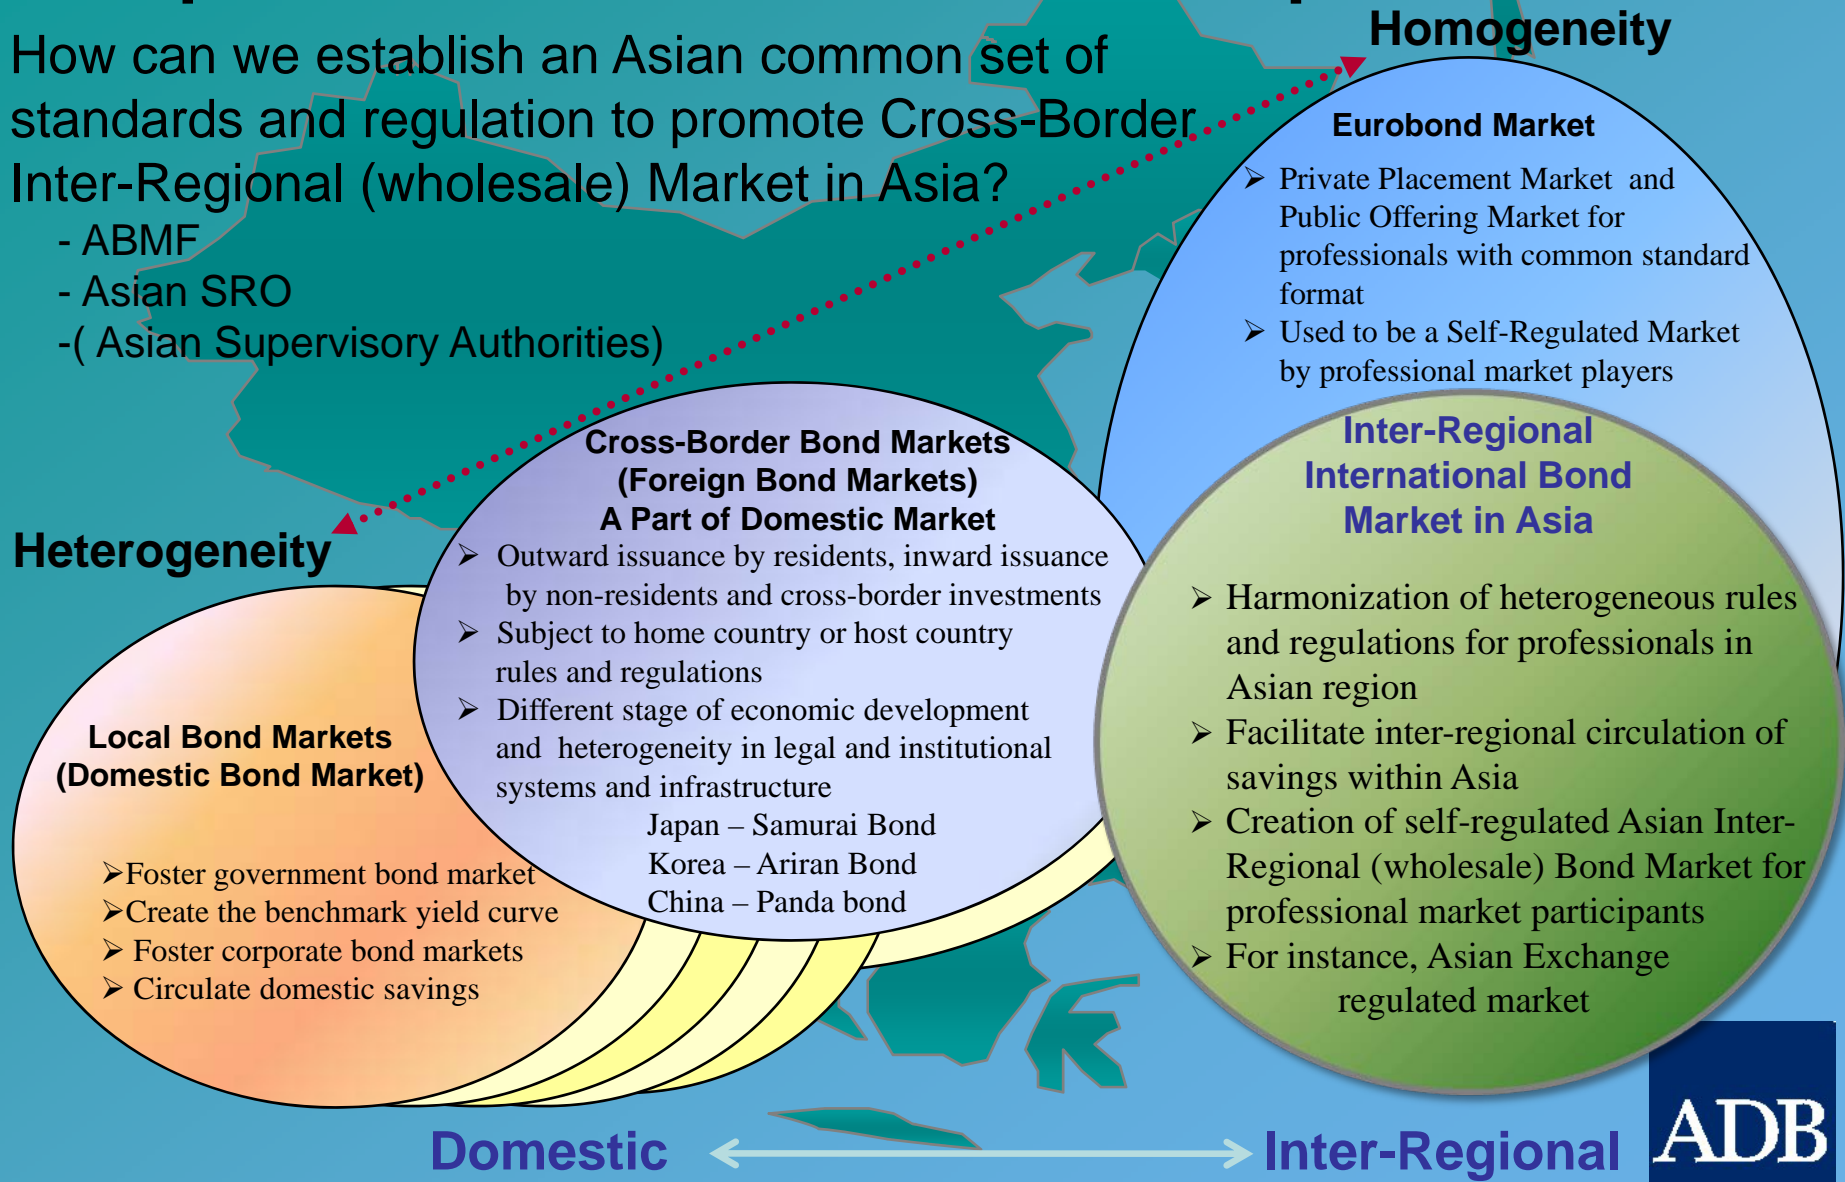 How can we establish an Asian common set of
standards and regulation to promote Cross-Border
Inter-Regional (wholesale) Market in Asia?
- ABMF
- Asian SRO
-( Asian Supervisory Authorities)
Homogeneity
Eurobond Market
➢ Private Placement Market and
Public Offering Market for
professionals with common standard
format
➢ Used to be a Self-Regulated Market
by professional market players
Cross-Border Bond Markets
(Foreign Bond Markets)
A Part of Domestic Market
➢ Outward issuance by residents, inward issuance
by non-residents and cross-border investments
➢ Subject to home country or host country
rules and regulations
➢ Different stage of economic development
and heterogeneity in legal and institutional
systems and infrastructure
Japan – Samurai Bond
Korea – Ariran Bond
China – Panda bond
Inter-Regional
International Bond
Market in Asia
➢ Harmonization of heterogeneous rules
and regulations for professionals in
Asian region
➢ Facilitate inter-regional circulation of
savings within Asia
➢ Creation of self-regulated Asian Inter-
Regional (wholesale) Bond Market for
professional market participants
➢ For instance, Asian Exchange
regulated market
Heterogeneity
Local Bond Markets
(Domestic Bond Market)
➢Foster government bond market
➢Create the benchmark yield curve
➢ Foster corporate bond markets
➢ Circulate domestic savings
Domestic
Inter-Regional
ADB